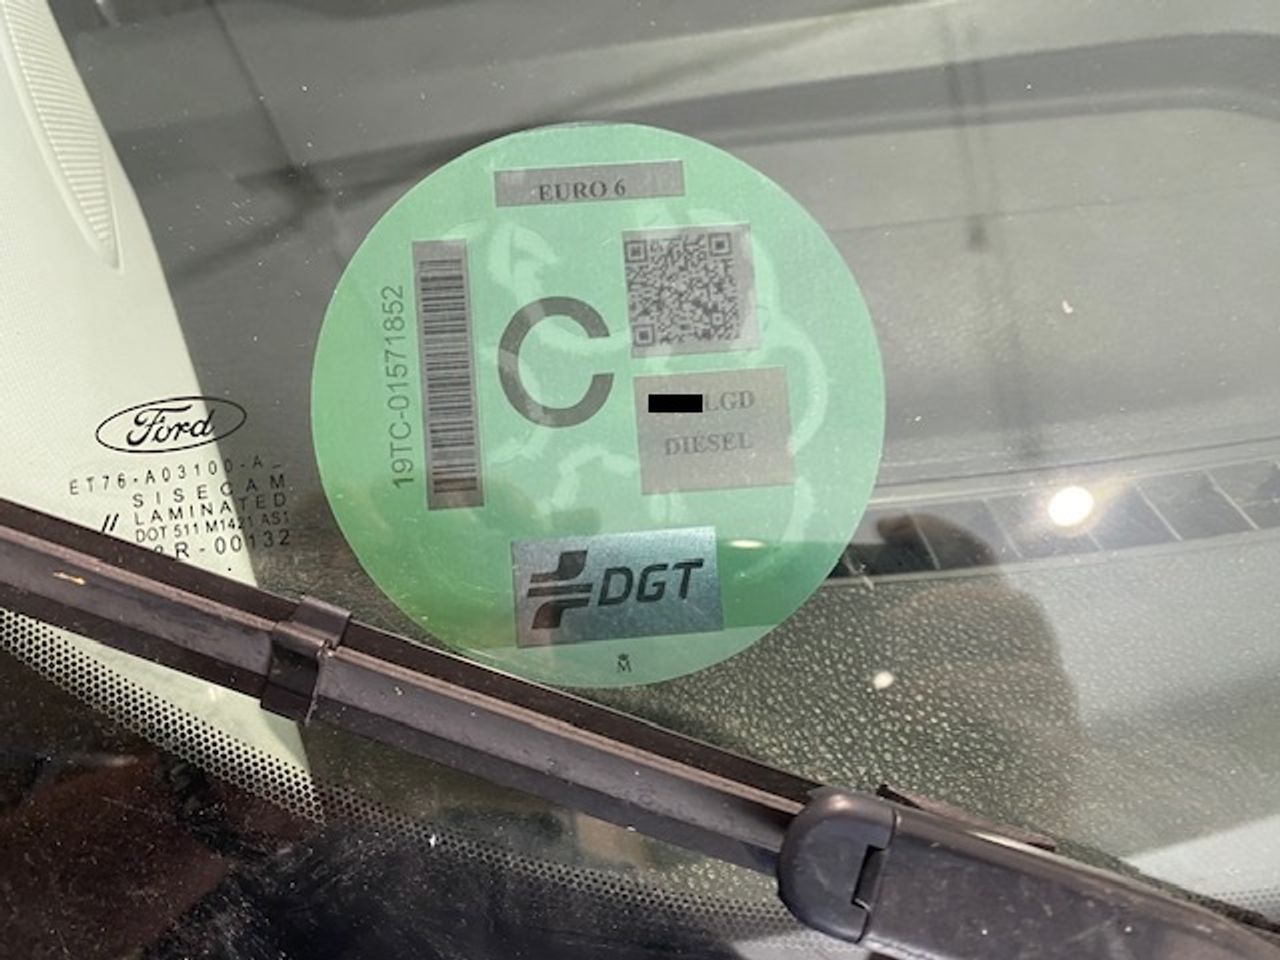 EURO 6
19TC-01571852
C
LGD
DIESEL
DGT
M
Ford
ET76-A03100-A
SISECAM
LAMINATED
DOT 511 M1421 AS1
R-00132